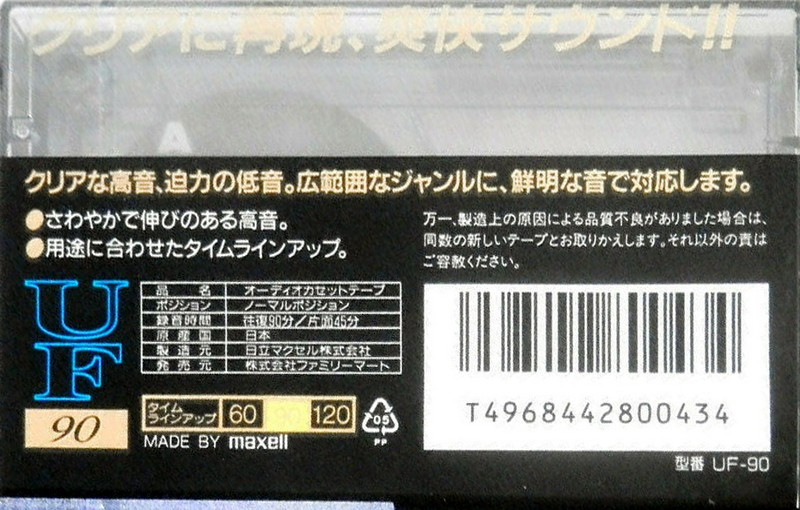 クリアに再現、爽快サウンド!!
A
クリアな高音、迫力の低音。広範囲なジャンルに、鮮明な音で対応します。
●さわやかで伸びのある高音。
●用途に合わせたタイムラインアップ。
万一、製造上の原因による品質不良がありました場合は、
同数の新しいテープとお取りかえします。それ以外の責は
ご容赦ください。
UF
90
品名 オーディオカセットテープ
ポジション ノーマルポジション
録音時間 往復90分/片面45分
原産国 日本
製造元 日立マクセル株式会社
発売元 株式会社ファミリーマート
タイム
ラインアップ 60 90 120
05
PP
MADE BY maxell
T4968442800434
型番 UF-90